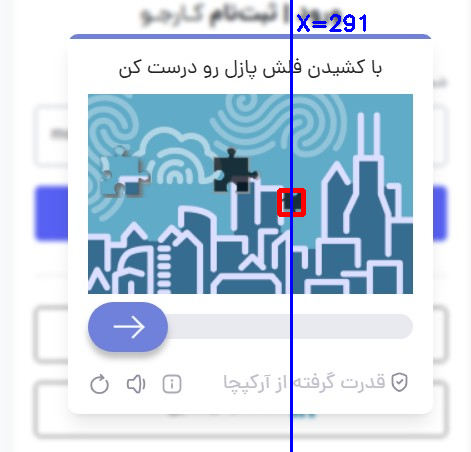 ورود | ثبت‌نام کارجو
X=291
با کشیدن فلش پازل رو درست کن
قدرت گرفته از آرکپچا